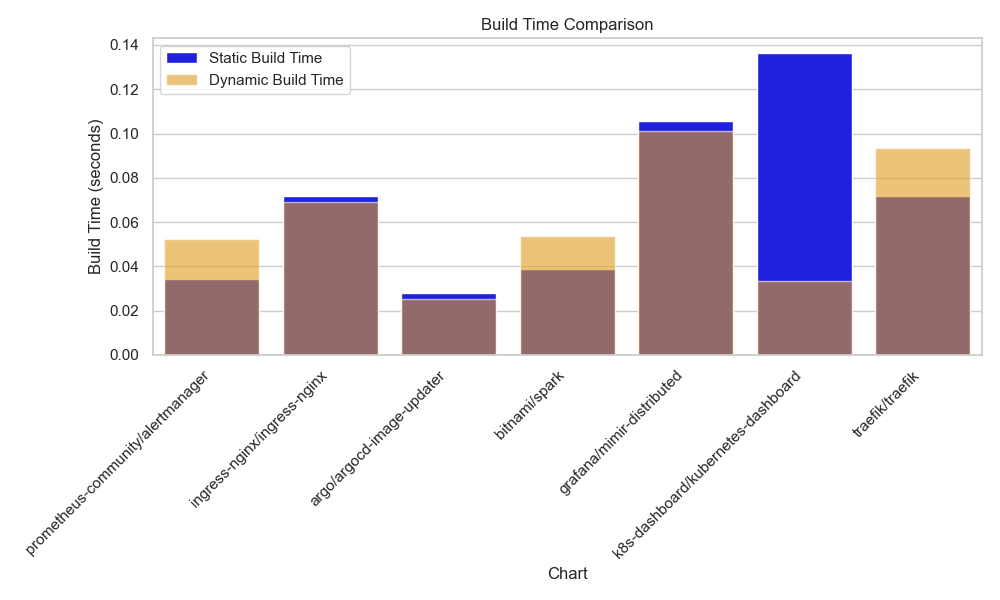 Build Time Comparison
Static Build Time
Dynamic Build Time
Build Time (seconds)
0.14
0.12
0.10
0.08
0.06
0.04
0.02
0.00
prometheus-community/alertmanager
ingress-nginx/ingress-nginx
argo/argocd-image-updater
bitnami/spark
grafana/mimir-distributed
k8s-dashboard/kubernetes-dashboard
traefik/traefik
Chart